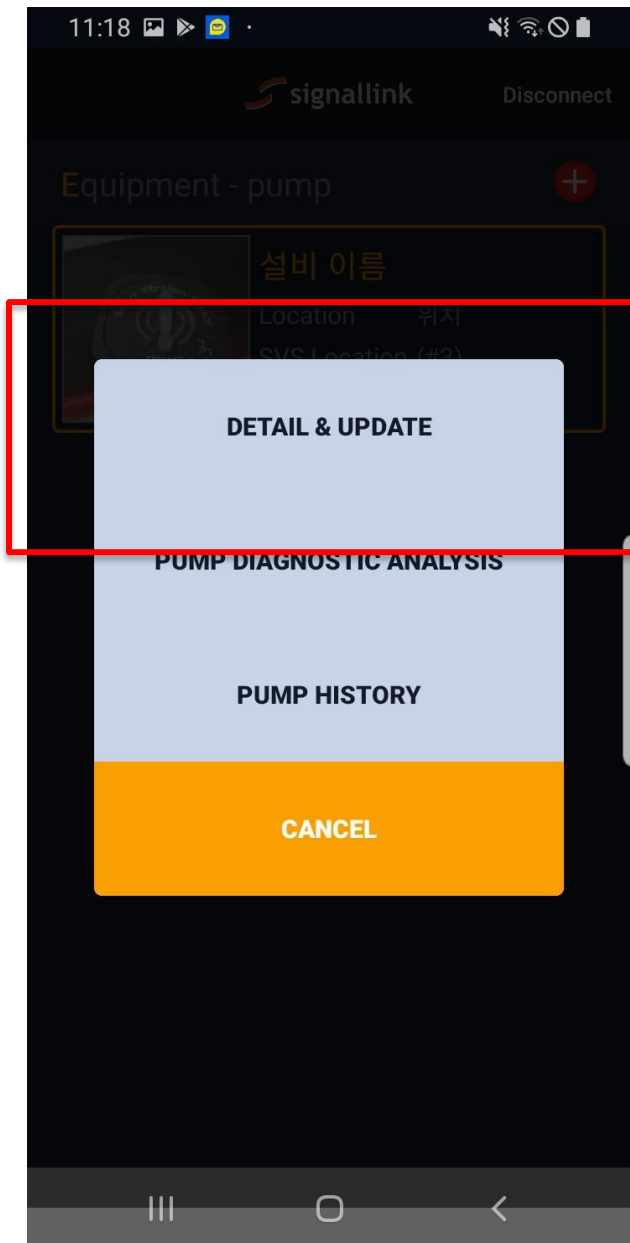 11:18
signallink
Disconnect
Equipment - pump
설비 이름
Location 위치
SVS Location (#3)
DETAIL & UPDATE
PUMP DIAGNOSTIC ANALYSIS
PUMP HISTORY
CANCEL